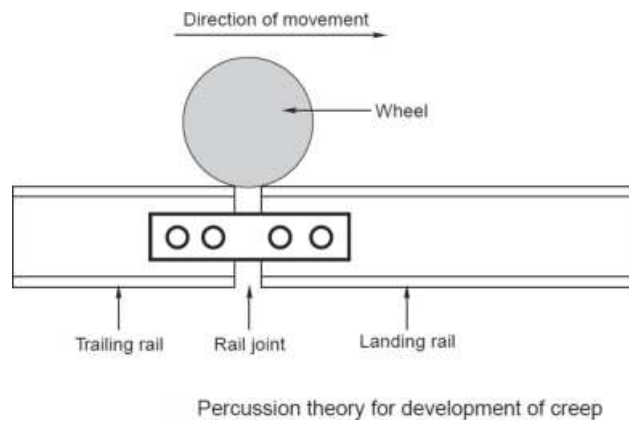 Direction of movement
Wheel
Trailing rail
Rail joint
Landing rail
Percussion theory for development of creep